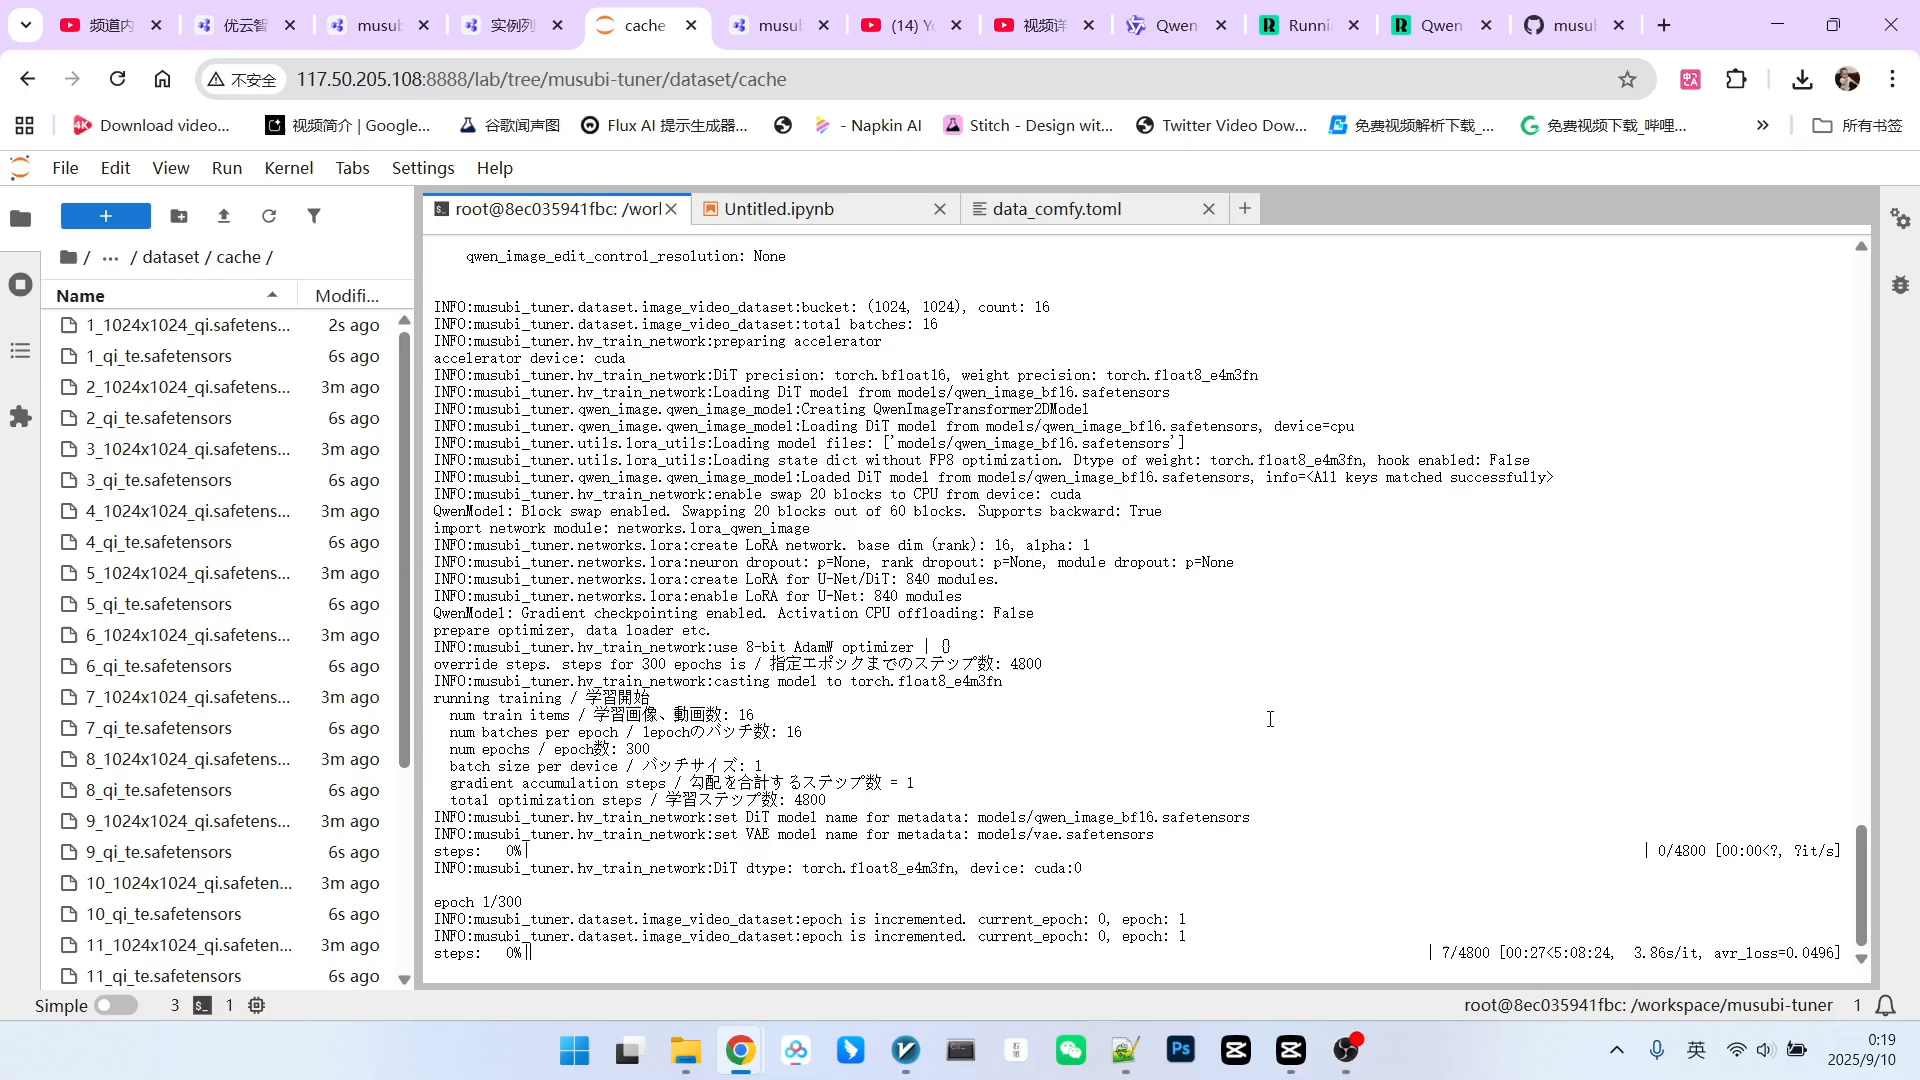 频道内
优云智
musul
实例列
cache
musul
(14) Yo
视频详
Qwen
Runni
Qwen
musul
不安全
117.50.205.108:8888/lab/tree/musubi-tuner/dataset/cache
Download video...
视频简介 | Google...
谷歌闻声图
Flux AI 提示生成器...
- Napkin AI
Stitch - Design wit...
Twitter Video Dow...
免费视频解析下载_...
免费视频下载_哔哩...
»
所有书签
File
Edit
View
Run
Kernel
Tabs
Settings
Help
root@8ec035941fbc: /worl
Untitled.ipynb
data_comfy.toml
/ ... / dataset / cache /
Name
Modifi...
1_1024x1024_qi.safetens... 2s ago
1_qi_te.safetensors 6s ago
2_1024x1024_qi.safetens... 3m ago
2_qi_te.safetensors 6s ago
3_1024x1024_qi.safetens... 3m ago
3_qi_te.safetensors 6s ago
4_1024x1024_qi.safetens... 3m ago
4_qi_te.safetensors 6s ago
5_1024x1024_qi.safetens... 3m ago
5_qi_te.safetensors 6s ago
6_1024x1024_qi.safetens... 3m ago
6_qi_te.safetensors 6s ago
7_1024x1024_qi.safetens... 3m ago
7_qi_te.safetensors 6s ago
8_1024x1024_qi.safetens... 3m ago
8_qi_te.safetensors 6s ago
9_1024x1024_qi.safetens... 3m ago
9_qi_te.safetensors 6s ago
10_1024x1024_qi.safeten... 3m ago
10_qi_te.safetensors 6s ago
11_1024x1024_qi.safeten... 3m ago
11_qi_te.safetensors 6s ago
qwen_image_edit_control_resolution: None
INFO:musubi_tuner.dataset.image_video_dataset:bucket: (1024, 1024), count: 16
INFO:musubi_tuner.dataset.image_video_dataset:total batches: 16
INFO:musubi_tuner.hv_train_network:preparing accelerator
accelerator device: cuda
INFO:musubi_tuner.hv_train_network:DiT precision: torch.bfloat16, weight precision: torch.float8_e4m3fn
INFO:musubi_tuner.hv_train_network:Loading DiT model from models/qwen_image_bf16.safetensors
INFO:musubi_tuner.qwen_image.qwen_image_model:Creating QwenImageTransformer2DModel
INFO:musubi_tuner.qwen_image.qwen_image_model:Loading DiT model from models/qwen_image_bf16.safetensors, device=cpu
INFO:musubi_tuner.utils.lora_utils:Loading model files: ['models/qwen_image_bf16.safetensors']
INFO:musubi_tuner.utils.lora_utils:Loading state dict without FP8 optimization. Dtype of weight: torch.float8_e4m3fn, hook enabled: False
INFO:musubi_tuner.qwen_image.qwen_image_model:Loaded DiT model from models/qwen_image_bf16.safetensors, info=<All keys matched successfully>
INFO:musubi_tuner.hv_train_network:enable swap 20 blocks to CPU from device: cuda
QwenModel: Block swap enabled. Swapping 20 blocks out of 60 blocks. Supports backward: True
import network module: networks.lora_qwen_image
INFO:musubi_tuner.networks.lora:create LoRA network. base dim (rank): 16, alpha: 1
INFO:musubi_tuner.networks.lora:neuron dropout: p=None, rank dropout: p=None, module dropout: p=None
INFO:musubi_tuner.networks.lora:create LoRA for U-Net/DiT: 840 modules.
INFO:musubi_tuner.networks.lora:enable LoRA for U-Net: 840 modules
QwenModel: Gradient checkpointing enabled. Activation CPU offloading: False
prepare optimizer, data loader etc.
INFO:musubi_tuner.hv_train_network:use 8-bit AdamW optimizer | {}
override steps. steps for 300 epochs is / 指定エポックまでのステップ数: 4800
INFO:musubi_tuner.hv_train_network:casting model to torch.float8_e4m3fn
running training / 学習開始
num train items / 学習画像、動画数: 16
num batches per epoch / 1epochのバッチ数: 16
num epochs / epoch数: 300
batch size per device / バッチサイズ: 1
gradient accumulation steps / 勾配を合計するステップ数 = 1
total optimization steps / 学習ステップ数: 4800
INFO:musubi_tuner.hv_train_network:set DiT model name for metadata: models/qwen_image_bf16.safetensors
INFO:musubi_tuner.hv_train_network:set VAE model name for metadata: models/vae.safetensors
steps: 0%| | 0/4800 [00:00<?, ?it/s]
INFO:musubi_tuner.hv_train_network:DiT dtype: torch.float8_e4m3fn, device: cuda:0
epoch 1/300
INFO:musubi_tuner.dataset.image_video_dataset:epoch is incremented. current_epoch: 0, epoch: 1
INFO:musubi_tuner.dataset.image_video_dataset:epoch is incremented. current_epoch: 0, epoch: 1
steps: 0%| | 7/4800 [00:27<5:08:24, 3.86s/it, avr_loss=0.0496]
Simple
3
1
root@8ec035941fbc: /workspace/musubi-tuner
1
Ps
英
0:19
2025/9/10